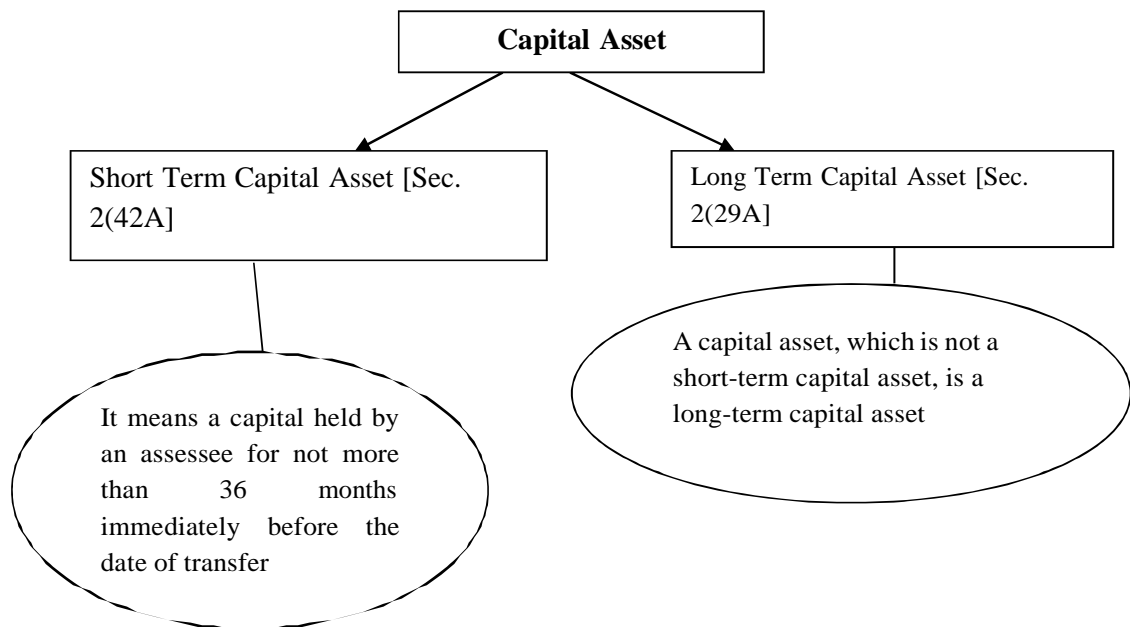 Capital Asset
Short Term Capital Asset [Sec.
2(42A]
Long Term Capital Asset [Sec.
2(29A]
It means a capital held by
an assessee for not more
than 36 months
immediately before the
date of transfer
A capital asset, which is not a
short-term capital asset, is a
long-term capital asset